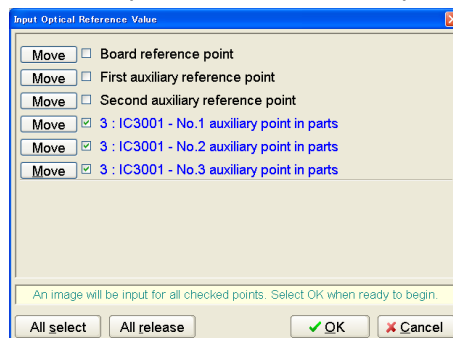 Input Optical Reference Value
Move Board reference point
Move First auxiliary reference point
Move Second auxiliary reference point
Move 3 : IC3001 - No.1 auxiliary point in parts
Move 3 : IC3001 - No.2 auxiliary point in parts
Move 3 : IC3001 - No.3 auxiliary point in parts
An image will be input for all checked points. Select OK when ready to begin.
All select All release OK Cancel